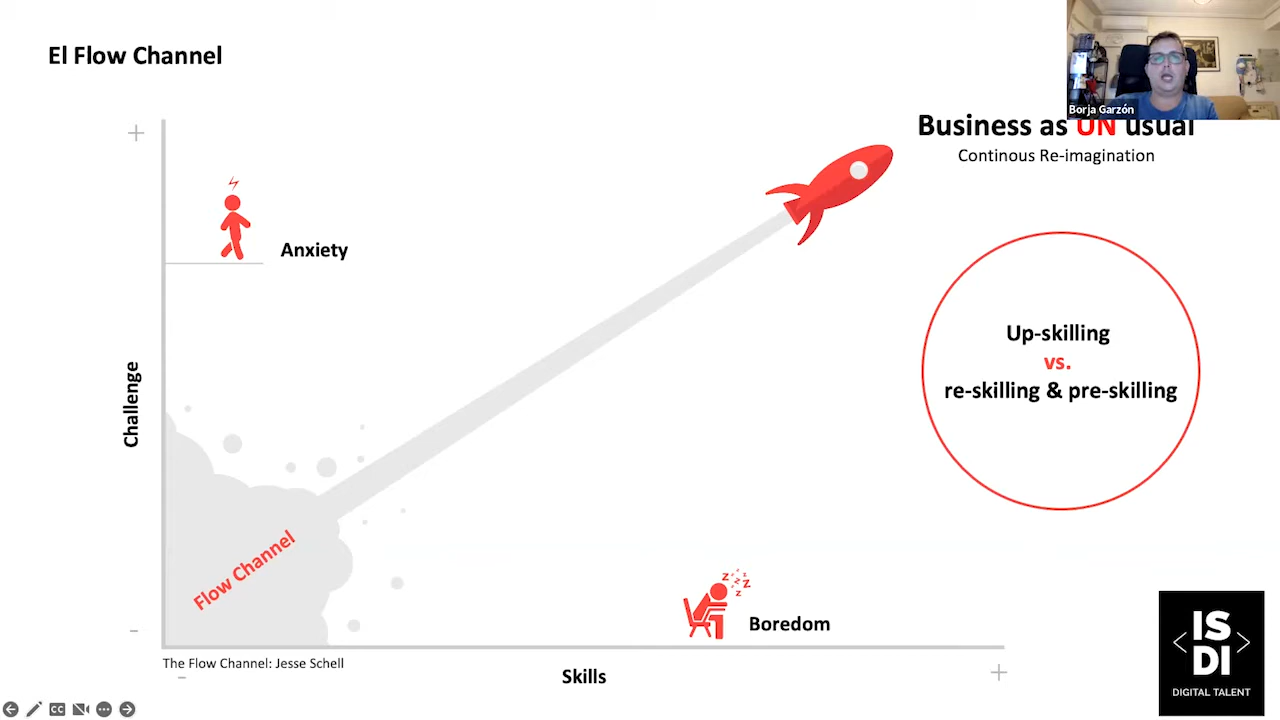 El Flow Channel
Borja Garzón
Business as UN usual
Continous Re-imagination
+
Anxiety
Up-skilling
vs.
re-skilling & pre-skilling
Challenge
Flow Channel
z z z z z z
Boredom
-
The Flow Channel: Jesse Schell
-
Skills
+
IS
DI
DIGITAL TALENT
CC